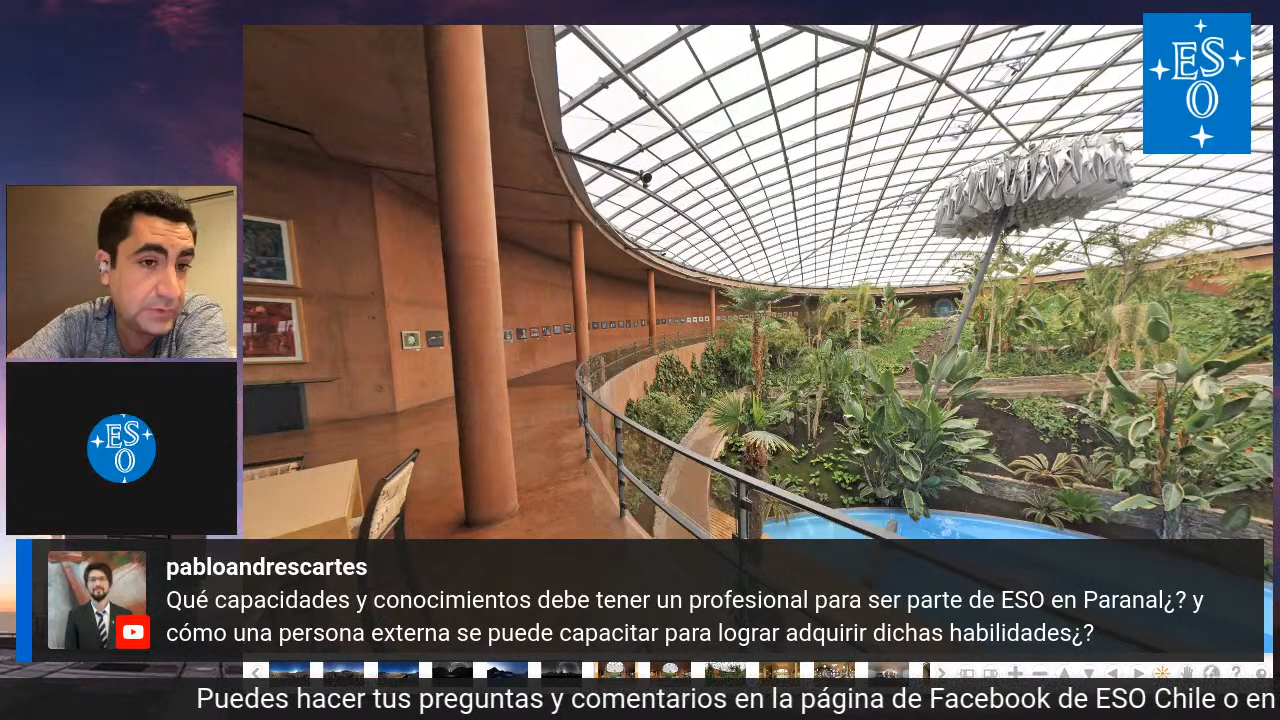 ESO
ESO
pabloandrescartes
Qué capacidades y conocimientos debe tener un profesional para ser parte de ESO en Paranal¿? y
cómo una persona externa se puede capacitar para lograr adquirir dichas habilidades¿?
Puedes hacer tus preguntas y comentarios en la página de Facebook de ESO Chile o en